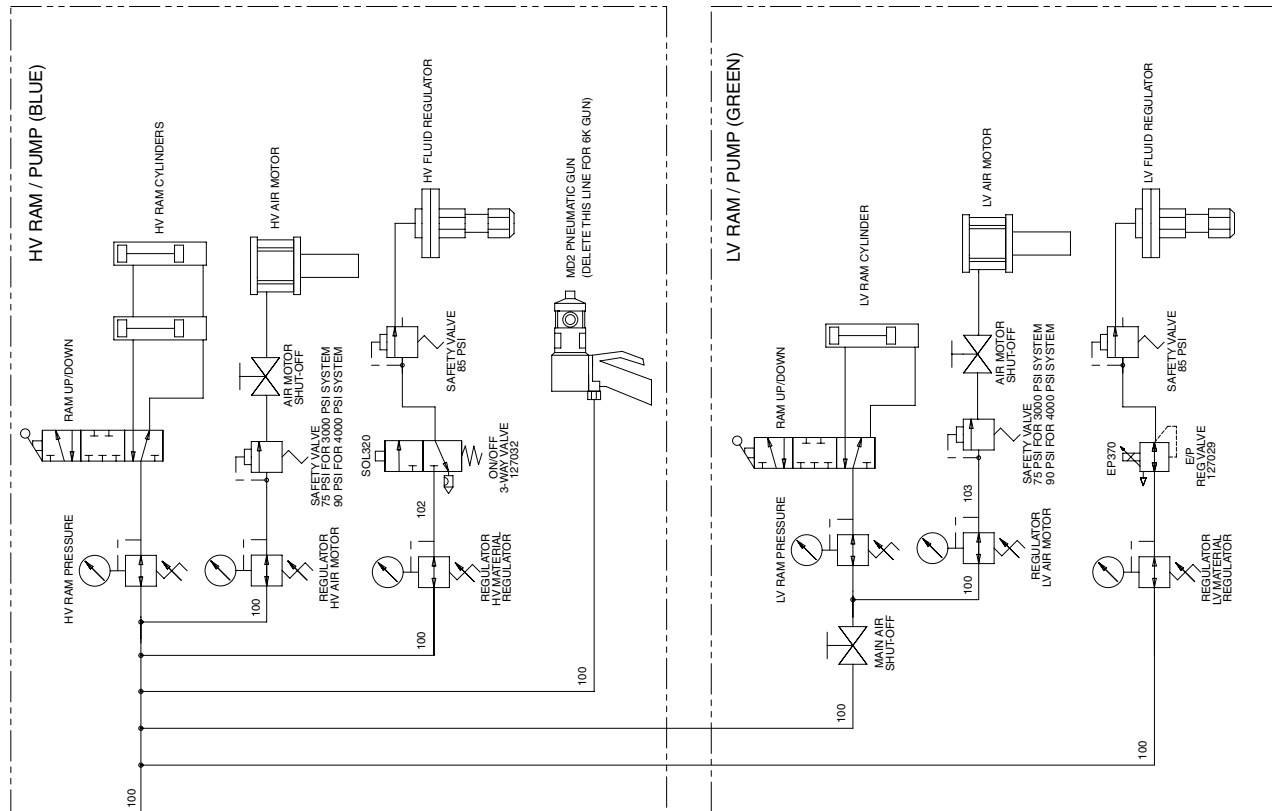 HV RAM / PUMP (BLUE)
HV RAM PRESSURE
RAM UP/DOWN
HV RAM CYLINDERS
100
REGULATOR
HV AIR MOTOR
SAFETY VALVE
75 PSI FOR 3000 PSI SYSTEM
90 PSI FOR 4000 PSI SYSTEM
AIR MOTOR
SHUT-OFF
HV AIR MOTOR
100
REGULATOR
HV MATERIAL
REGULATOR
102
SOL320
ON/OFF
3-WAY VALVE
127032
SAFETY VALVE
85 PSI
HV FLUID REGULATOR
100
MD2 PNEUMATIC GUN
(DELETE THIS LINE FOR 6K GUN)
100
LV RAM / PUMP (GREEN)
100
MAIN AIR
SHUT-OFF
LV RAM PRESSURE
RAM UP/DOWN
LV RAM CYLINDER
100
REGULATOR
LV AIR MOTOR
103
SAFETY VALVE
75 PSI FOR 3000 PSI SYSTEM
90 PSI FOR 4000 PSI SYSTEM
AIR MOTOR
SHUT-OFF
LV AIR MOTOR
100
REGULATOR
LV MATERIAL
REGULATOR
EP370
E/P
REG VALVE
127029
SAFETY VALVE
85 PSI
LV FLUID REGULATOR